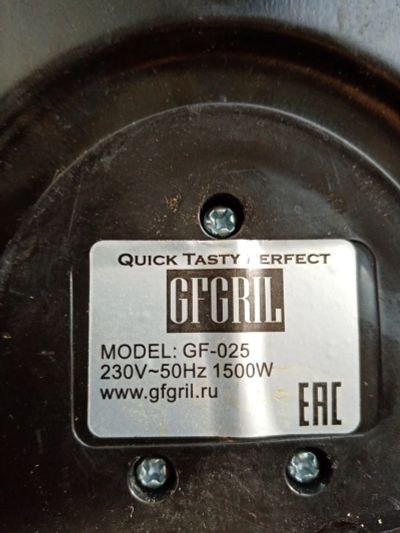 QUICK TASTY PERFECT
GFGRIL
MODEL: GF-025
230V~50Hz 1500W
www.gfgril.ru
EAC